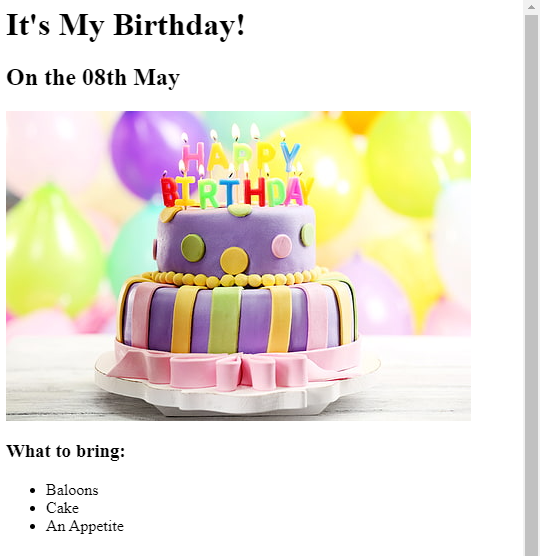 It's My Birthday!
On the 08th May
HAPPY
BIRTHDAY
What to bring:
Baloons
Cake
An Appetite